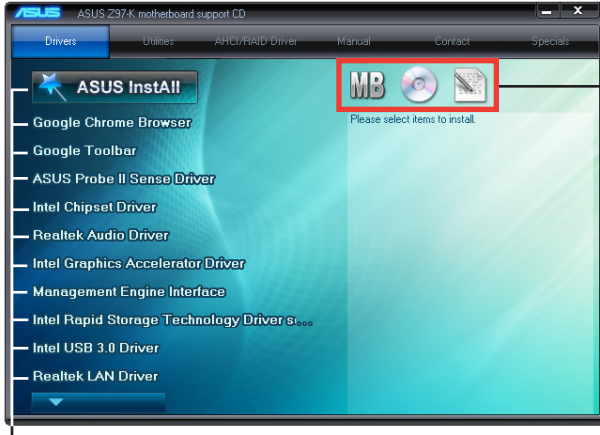 ASUS ASUS Z97-K motherboard support CD
Drivers Utilities AHCI/RAID Driver Manual Contact Specials
ASUS InstAll
MB
Please select items to install.
Google Chrome Browser
Google Toolbar
ASUS Probe II Sense Driver
Intel Chipset Driver
Realtek Audio Driver
Intel Graphics Accelerator Driver
Management Engine Interface
Intel Rapid Storage Technology Driver s...
Intel USB 3.0 Driver
Realtek LAN Driver